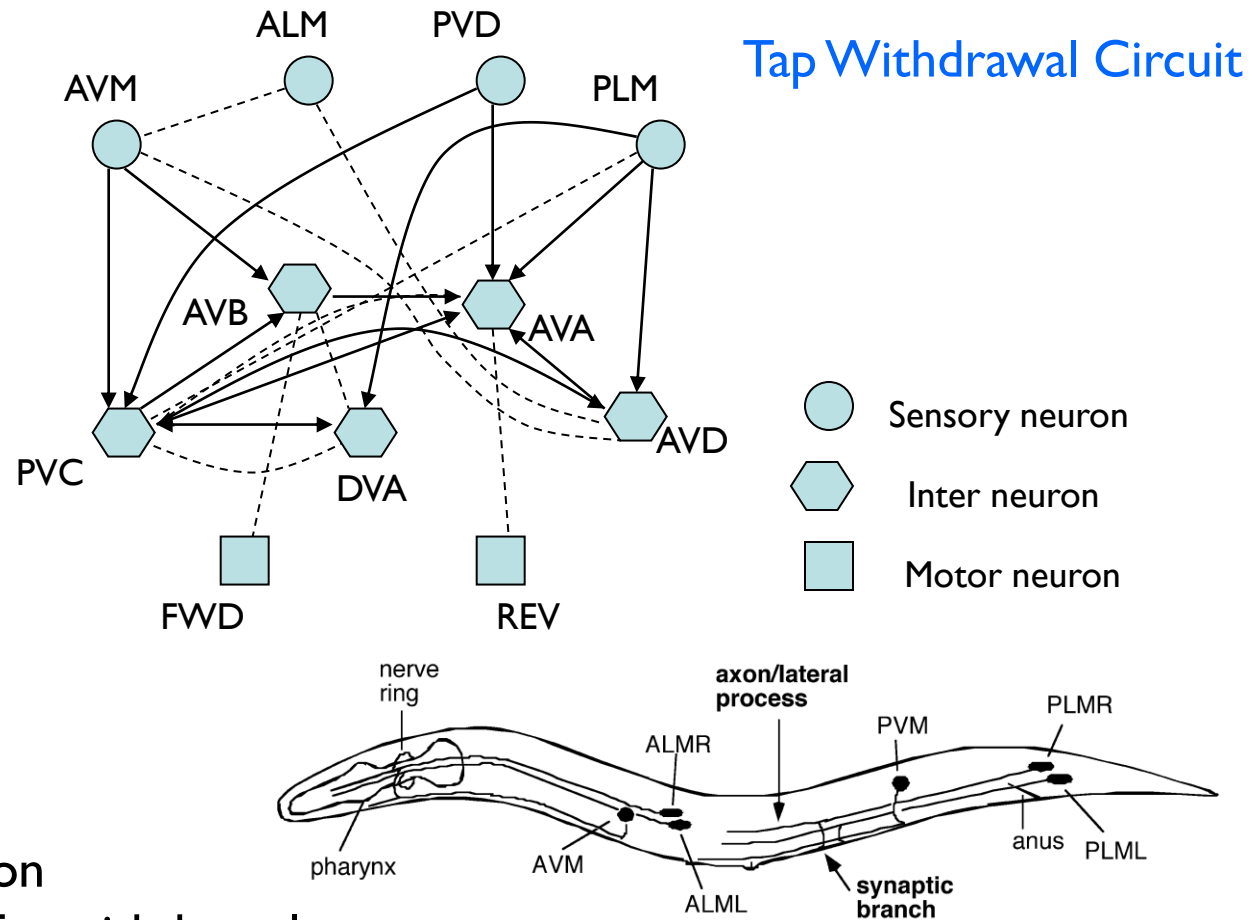 Tap Withdrawal Circuit
ALM
PVD
AVM
PLM
AVB
AVA
AVD
PVC
DVA
FWD
REV
Sensory neuron
Inter neuron
Motor neuron
nerve
ring
axon/lateral
process
ALMR
PVM
PLMR
pharynx
AVM
ALML
synaptic
branch
anus
PLML
on